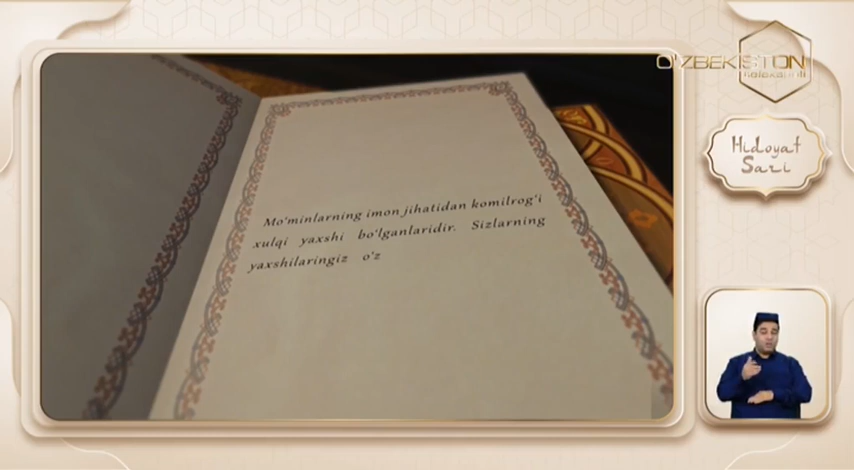 O'ZBEKISTON
Hidoyat
Sari
Mo'minlarning imon jihatidan komilrog'i
xulqi yaxshi bo'lganlaridir. Sizlarning
yaxshilaringiz o'z